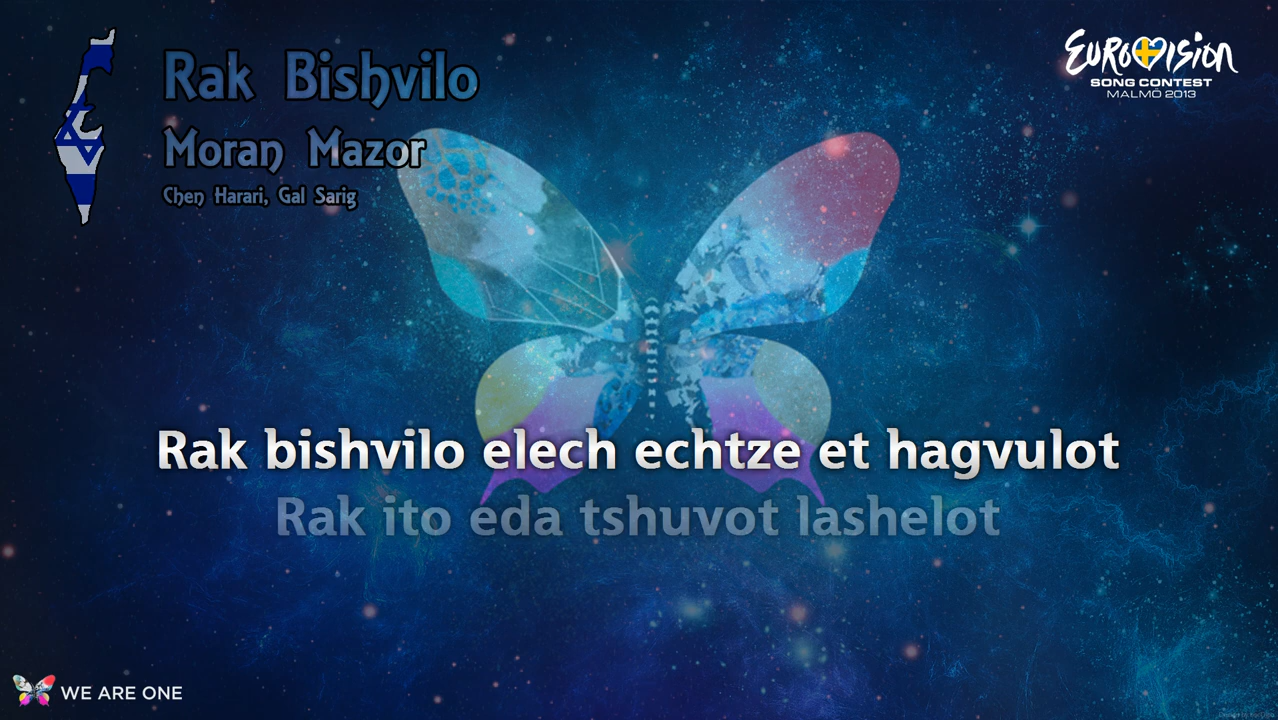 Rak Bishvilo
Moran Mazor
Chen Harari, Gal Sarig
EUROVISION
SONG CONTEST
MALMÖ 2013
Rak bishvilo elech echtze et hagvulot
Rak ito eda tshuvot lashelot
WE ARE ONE